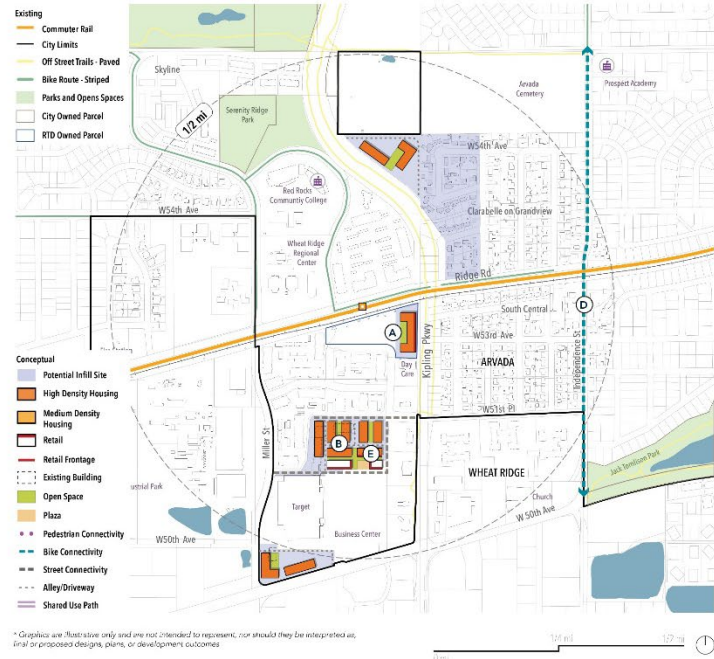 Existing
Commuter Rail
City Limits
Off Street Trails - Paved
Bike Route - Striped
Parks and Opens Spaces
City Owned Parcel
RTD Owned Parcel
Skyline
1/2 mi
Serenity Ridge
Park
Arvada
Cemetery
Prospect Academy
W54th Ave
Red Rocks
Communtiy College
Clarabelle on Grandview
W54th Ave
Wheat Ridge
Regional
Center
Ridge Rd
South Central
D
A
W53rd Ave
Kipling Pkwy
Independence St
Day
Care
ARVADA
Conceptual
Potential Infill Site
High Density Housing
Medium Density
Housing
Retail
Retail Frontage
Existing Building
Open Space
Plaza
Pedestrian Connectivity
Bike Connectivity
Street Connectivity
Alley/Driveway
Shared Use Path
W51st Pl
Miller St
B
E
WHEAT RIDGE
Jack Tomlinson Park
Industrial Park
Target
Church
W 50th Ave
W50th Ave
Business Center
* Graphics are illustrative only and are not intended to represent, nor should they be interpreted as,
final or proposed designs, plans, or development outcomes
1/4 mi
1/2 mi